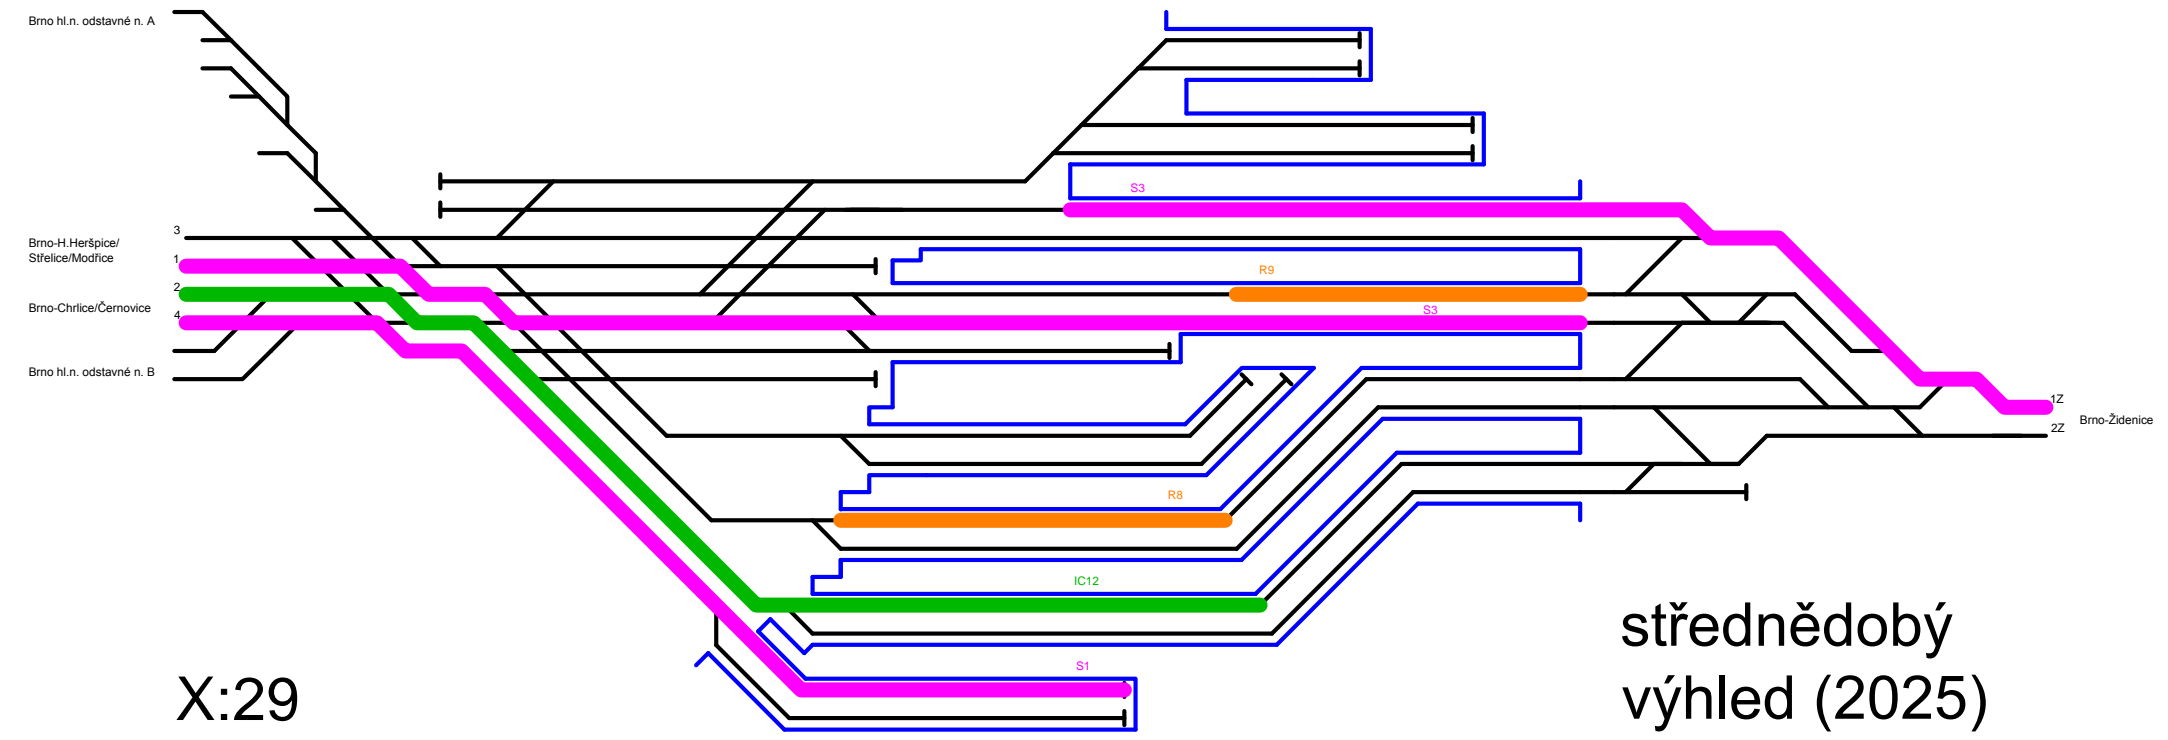 Brno hl.n. odstavné n. A
S3
3
Brno-H.Heršpice/
Střelice/Modřice
1
R9
2
Brno-Chrlice/Černovice
4
S3
Brno hl.n. odstavné n. B
1Z
Brno-Židenice
2Z
R8
IC12
S1
střednědobý
výhled (2025)
X:29